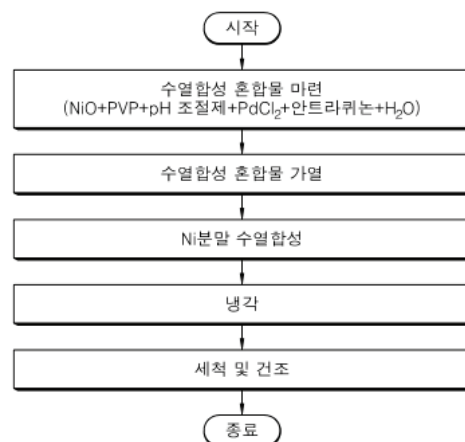 시작
수열합성 혼합물 마련
(NiO+PVP+pH 조절제+PdCl₂+안트라퀴논+H₂O)
수열합성 혼합물 가열
Ni분말 수열합성
냉각
세척 및 건조
종료